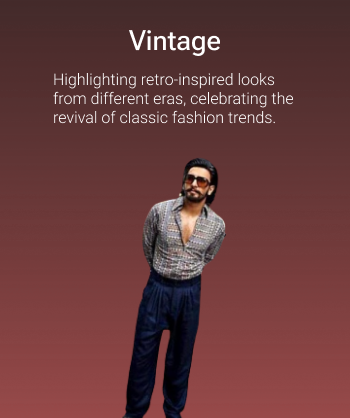 Vintage
Highlighting retro-inspired looks
from different eras, celebrating the
revival of classic fashion trends.